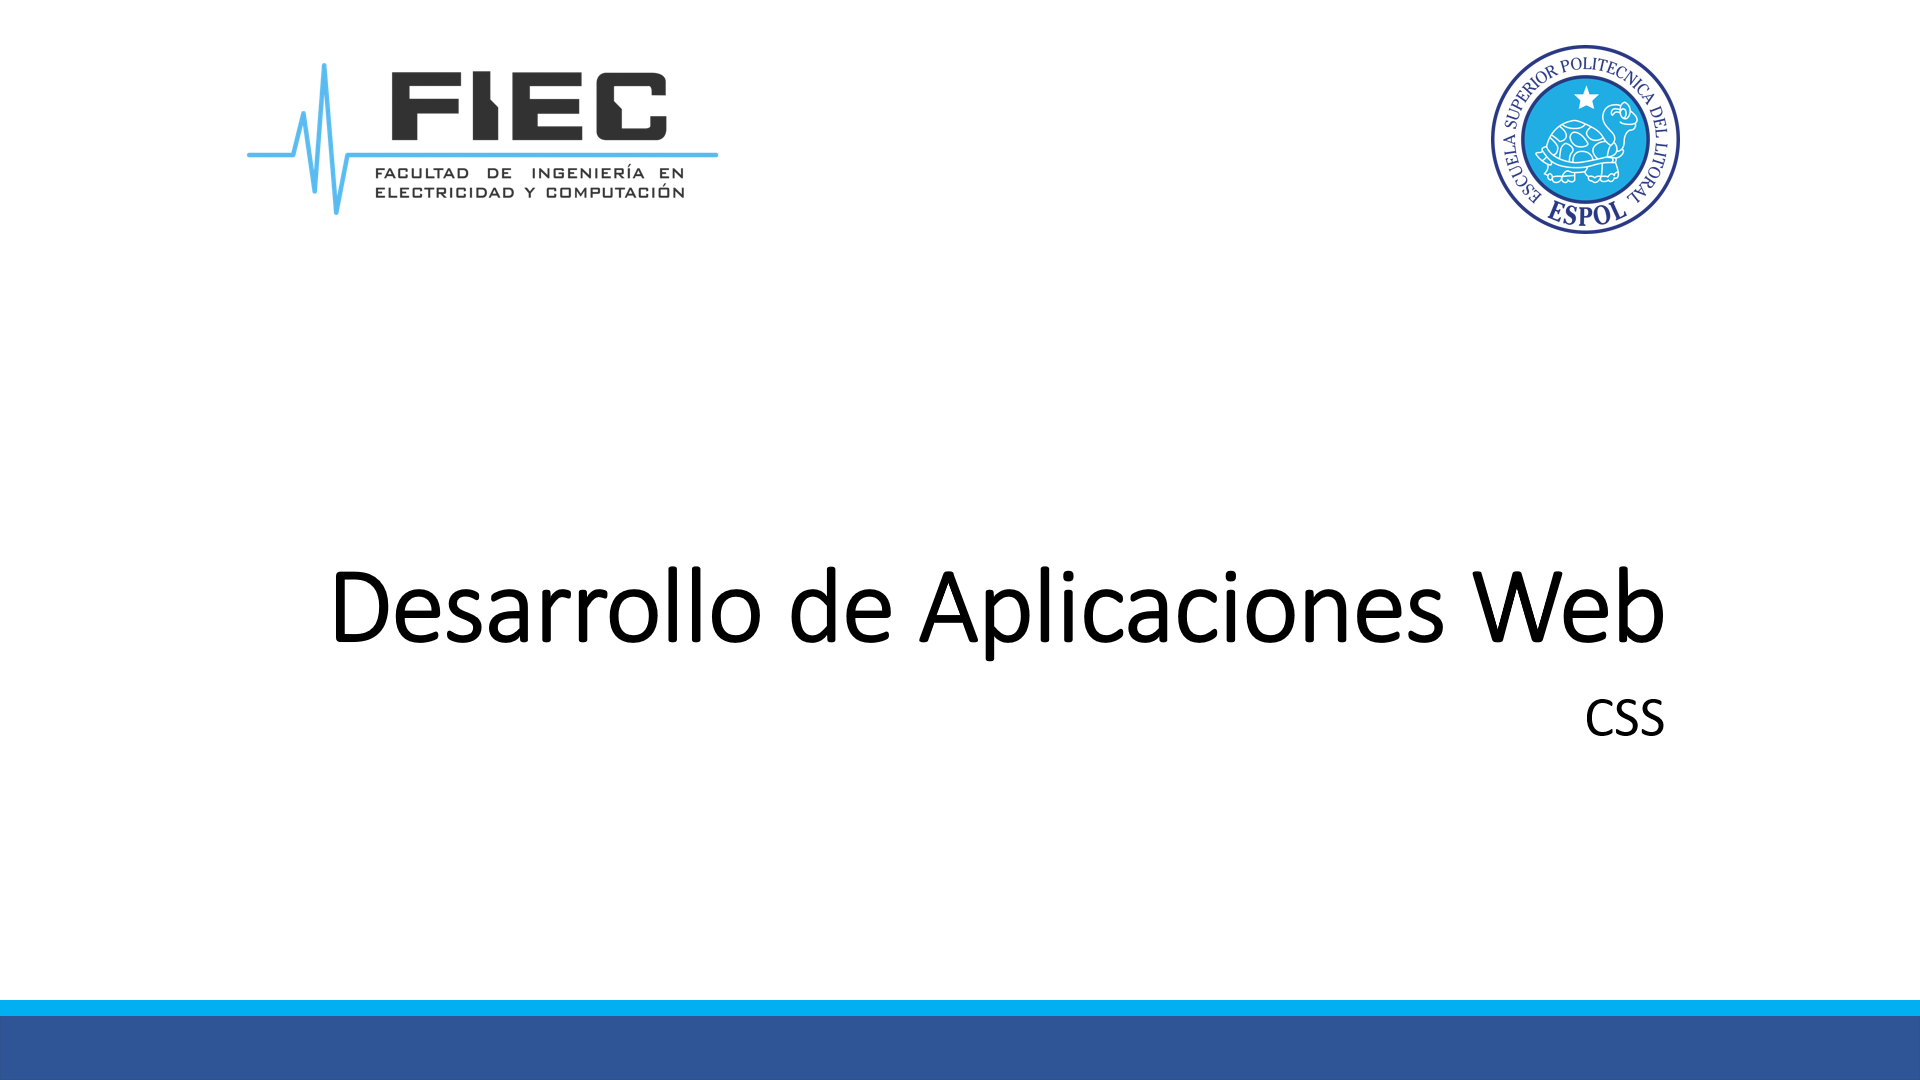 FIEC
FACULTAD DE INGENIERÍA EN
ELECTRICIDAD Y COMPUTACIÓN
ESCUELA SUPERIOR POLITECNICA DEL LITORAL
ESPOL
Desarrollo de Aplicaciones Web
CSS